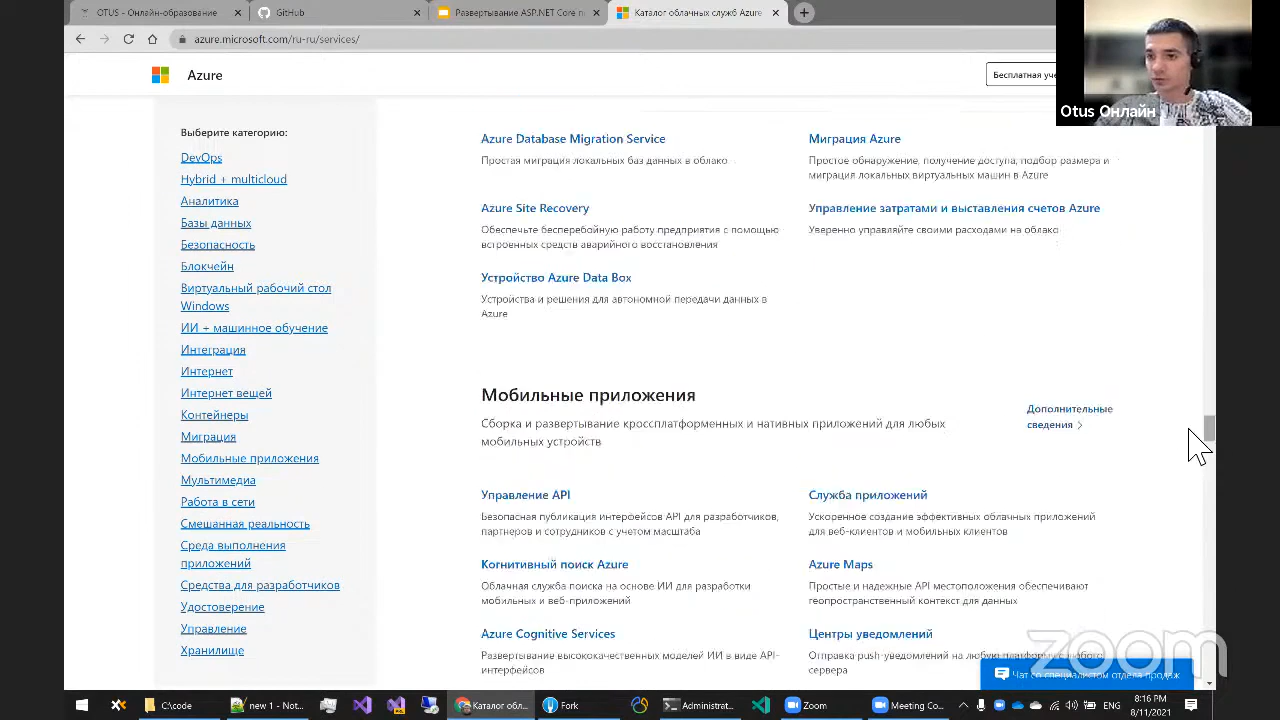 OTUS - Онлайн-образование
GitHub
Развертывание ASP.NET Core п
Каталог облачных служб Azure
azure.microsoft.com/ru-ru/services/
Azure
Бесплатная уче
Otus Онлайн
Выберите категорию:
DevOps
Hybrid + multicloud
Аналитика
Базы данных
Безопасность
Блокчейн
Виртуальный рабочий стол
Windows
ИИ + машинное обучение
Интеграция
Интернет
Интернет вещей
Контейнеры
Миграция
Мобильные приложения
Мультимедиа
Работа в сети
Смешанная реальность
Среда выполнения
приложений
Средства для разработчиков
Удостоверение
Управление
Хранилище
Azure Database Migration Service
Простая миграция локальных баз данных в облако
Миграция Azure
Простое обнаружение, получение доступа, подбор размера и
миграция локальных виртуальных машин в Azure
Azure Site Recovery
Обеспечьте бесперебойную работу предприятия с помощью
встроенных средств аварийного восстановления
Управление затратами и выставления счетов Azure
Уверенно управляйте своими расходами на облако
Устройство Azure Data Box
Устройства и решения для автономной передачи данных в
Azure
Мобильные приложения
Сборка и развертывание кроссплатформенных и нативных приложений для любых
мобильных устройств
Дополнительные
сведения
Управление API
Безопасная публикация интерфейсов API для разработчиков,
партнеров и сотрудников с учетом масштаба
Служба приложений
Ускоренное создание эффективных облачных приложений
для веб-клиентов и мобильных клиентов
Когнитивный поиск Azure
Облачная служба поиска на основе ИИ для разработки
мобильных и веб-приложений
Azure Maps
Простые и надежные API местоположения обеспечивают
геопространственный контекст для данных
Azure Cognitive Services
Развертывание высококачественных моделей ИИ в виде API-
интерфейсов
Центры уведомлений
Отправка push-уведомлений на любую платформу с любого
сервера
zoom
Чат со специалистом отдела продаж
C:\code
new 1 - Not...
Каталог обла...
Fork
Administrat...
Zoom
Meeting Co...
ENG
8:16 PM
6/11/2021